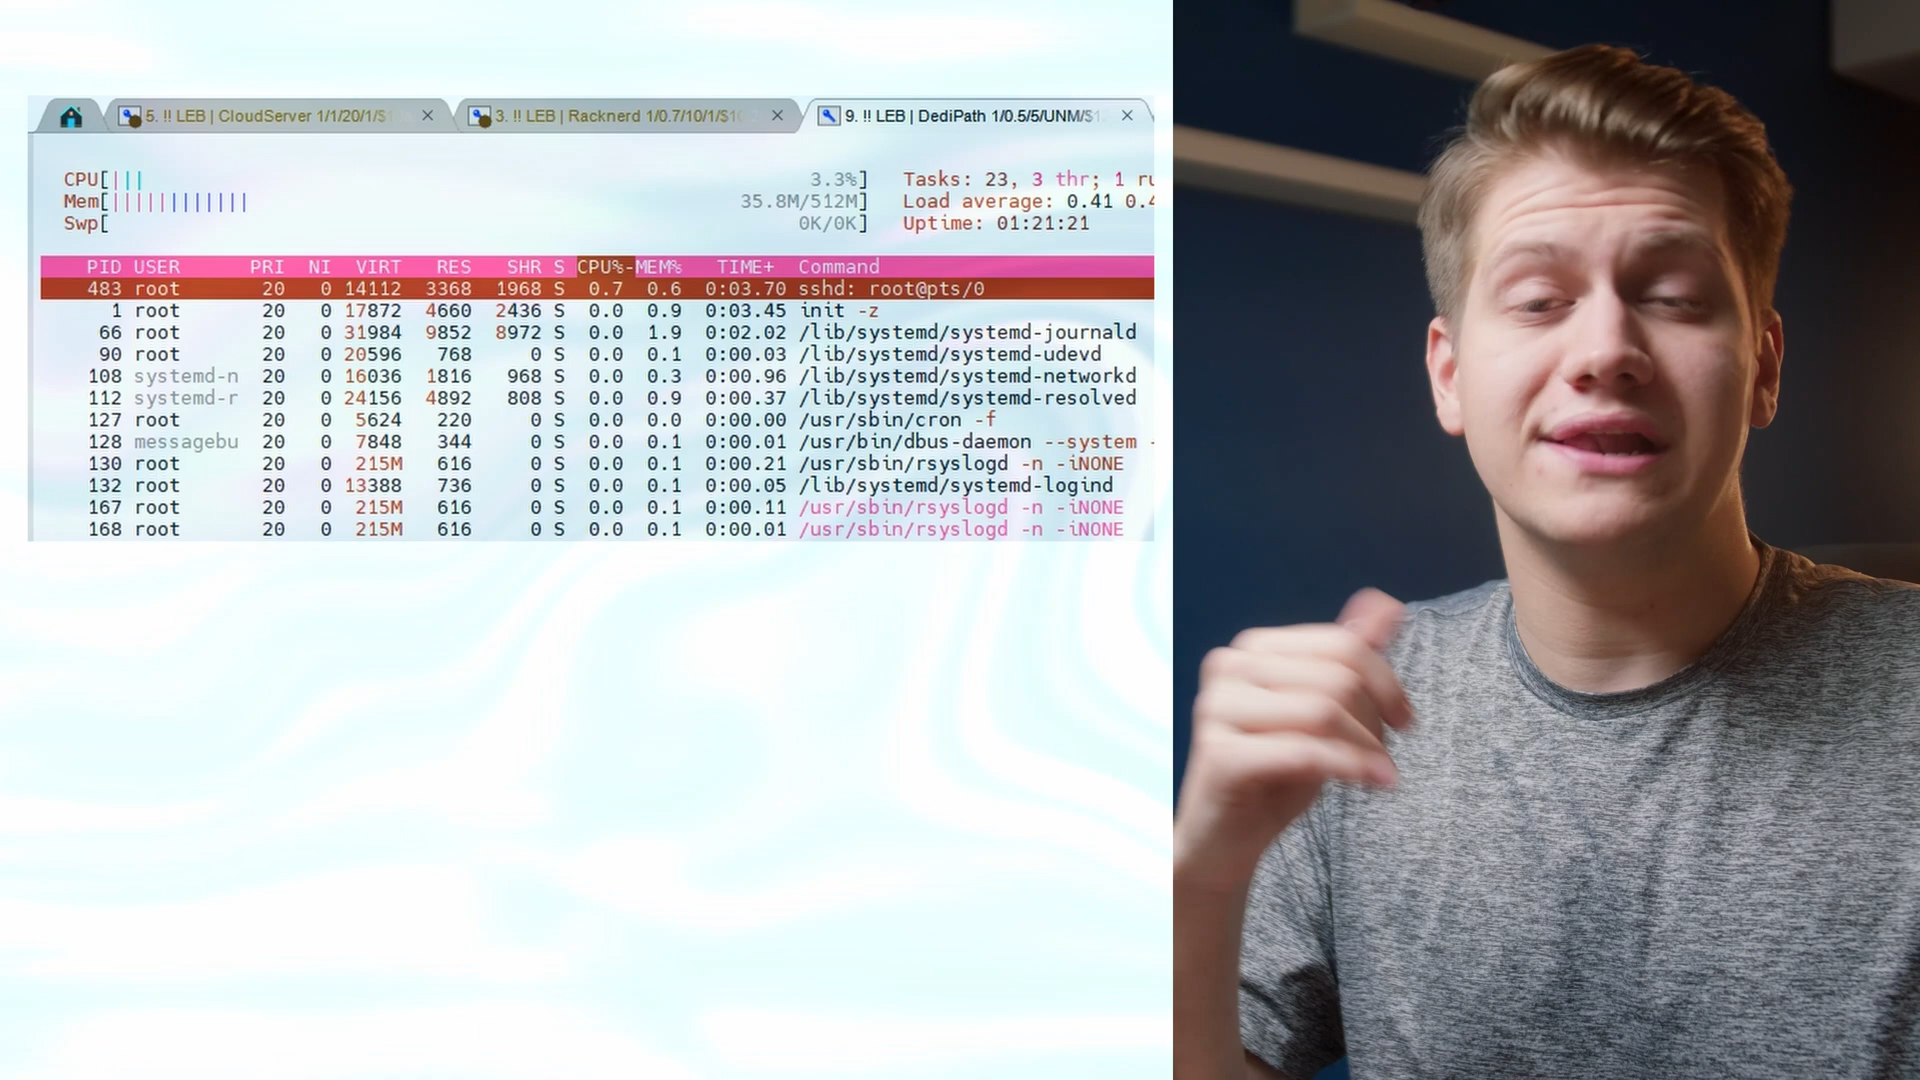 5. !! LEB | CloudServer 1/1/20/1/$
3. !! LEB | Racknerd 1/0.7/10/1/$10
9. !! LEB | DediPath 1/0.5/5/UNM/$1
CPU[||| 3.3%] Tasks: 23, 3 thr; 1 ru
Mem[|||||||||||| 35.8M/512M] Load average: 0.41 0.4
Swp[ 0K/0K] Uptime: 01:21:21
PID USER PRI NI VIRT RES SHR S CPU%-MEM% TIME+ Command
483 root 20 0 14112 3368 1968 S 0.7 0.6 0:03.70 sshd: root@pts/0
1 root 20 0 17872 4660 2436 S 0.0 0.9 0:03.45 init -z
66 root 20 0 31984 9852 8972 S 0.0 1.9 0:02.02 /lib/systemd/systemd-journald
90 root 20 0 20596 768 0 S 0.0 0.1 0:00.03 /lib/systemd/systemd-udevd
108 systemd-n 20 0 16036 1816 968 S 0.0 0.3 0:00.96 /lib/systemd/systemd-networkd
112 systemd-r 20 0 24156 4892 808 S 0.0 0.9 0:00.37 /lib/systemd/systemd-resolved
127 root 20 0 5624 220 0 S 0.0 0.0 0:00.00 /usr/sbin/cron -f
128 messagebu 20 0 7848 344 0 S 0.0 0.1 0:00.01 /usr/bin/dbus-daemon --system -
130 root 20 0 215M 616 0 S 0.0 0.1 0:00.21 /usr/sbin/rsyslogd -n -iNONE
132 root 20 0 13388 736 0 S 0.0 0.1 0:00.05 /lib/systemd/systemd-logind
167 root 20 0 215M 616 0 S 0.0 0.1 0:00.11 /usr/sbin/rsyslogd -n -iNONE
168 root 20 0 215M 616 0 S 0.0 0.1 0:00.01 /usr/sbin/rsyslogd -n -iNONE